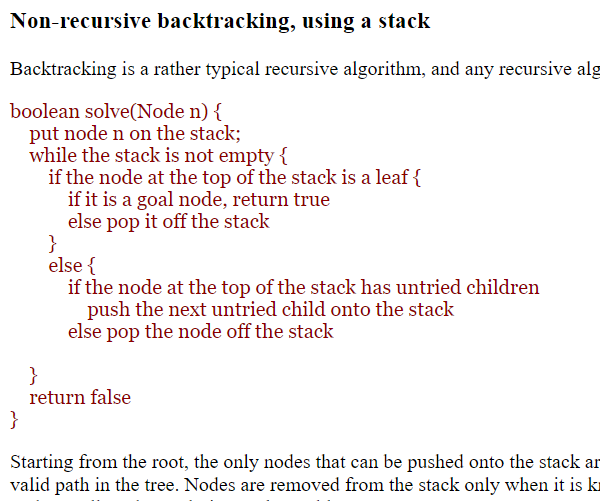 Non-recursive backtracking, using a stack
Backtracking is a rather typical recursive algorithm, and any recursive alg
boolean solve(Node n) {
put node n on the stack;
while the stack is not empty {
if the node at the top of the stack is a leaf {
if it is a goal node, return true
else pop it off the stack
}
else {
if the node at the top of the stack has untried children
push the next untried child onto the stack
else pop the node off the stack
}
return false
}
Starting from the root, the only nodes that can be pushed onto the stack ar
valid path in the tree. Nodes are removed from the stack only when it is k